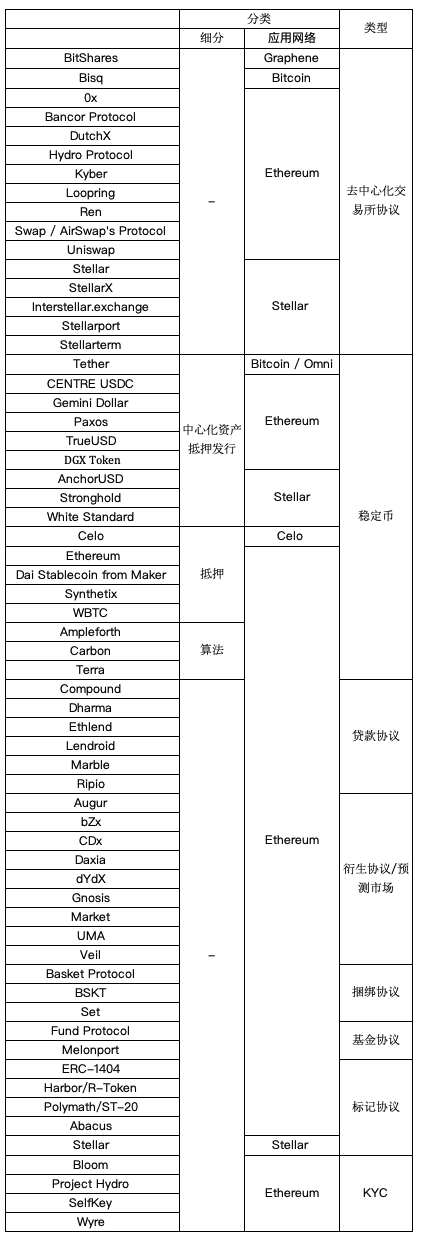 分类
类型
细分
应用网络
BitShares
Graphene
Bisq
Bitcoin
0x
Bancor Protocol
DutchX
Hydro Protocol
Kyber
Ethereum
Loopring
去中心化交
易所协议
–
Ren
Swap / AirSwap's Protocol
Uniswap
Stellar
StellarX
Interstellar.exchange
Stellar
Stellarport
Stellarterm
Tether
Bitcoin / Omni
CENTRE USDC
Gemini Dollar
Paxos
Ethereum
中心化资产
抵押发行
TrueUSD
DGX Token
AnchorUSD
Stronghold
Stellar
White Standard
稳定币
Celo
Celo
Ethereum
Dai Stablecoin from Maker
抵押
Synthetix
WBTC
Ampleforth
Carbon
算法
Terra
Compound
Dharma
Ethlend
贷款协议
Lendroid
Marble
Ripio
Augur
bZx
CDx
Ethereum
Daxia
衍生协议/预
测市场
dYdX
Gnosis
Market
UMA
Veil
–
Basket Protocol
BSKT
捆绑协议
Set
Fund Protocol
基金协议
Melonport
ERC-1404
Harbor/R-Token
Polymath/ST-20
标记协议
Abacus
Stellar
Stellar
Bloom
Project Hydro
Ethereum
KYC
SelfKey
Wyre